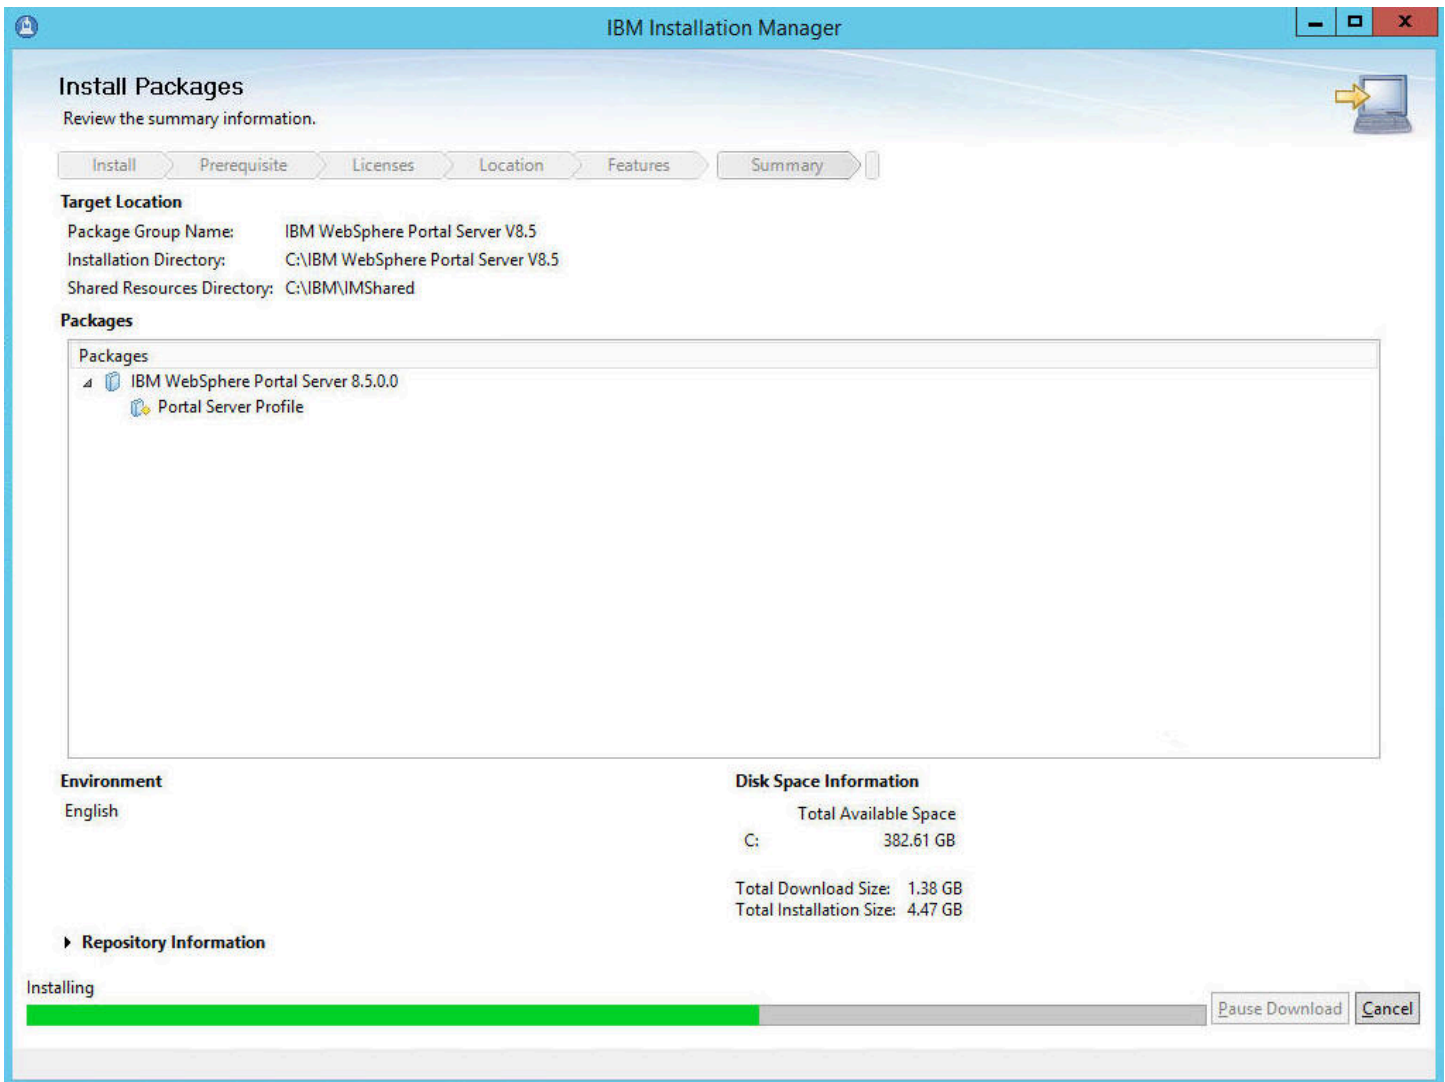 IBM Installation Manager
Install Packages
Review the summary information.
Install Prerequisite Licenses Location Features Summary
Target Location
Package Group Name: IBM WebSphere Portal Server V8.5
Installation Directory: C:\IBM WebSphere Portal Server V8.5
Shared Resources Directory: C:\IBM\IMShared
Packages
Packages
IBM WebSphere Portal Server 8.5.0.0
Portal Server Profile
Environment
English
Disk Space Information
Total Available Space
C: 382.61 GB
Total Download Size: 1.38 GB
Total Installation Size: 4.47 GB
Repository Information
Installing
Pause Download Cancel